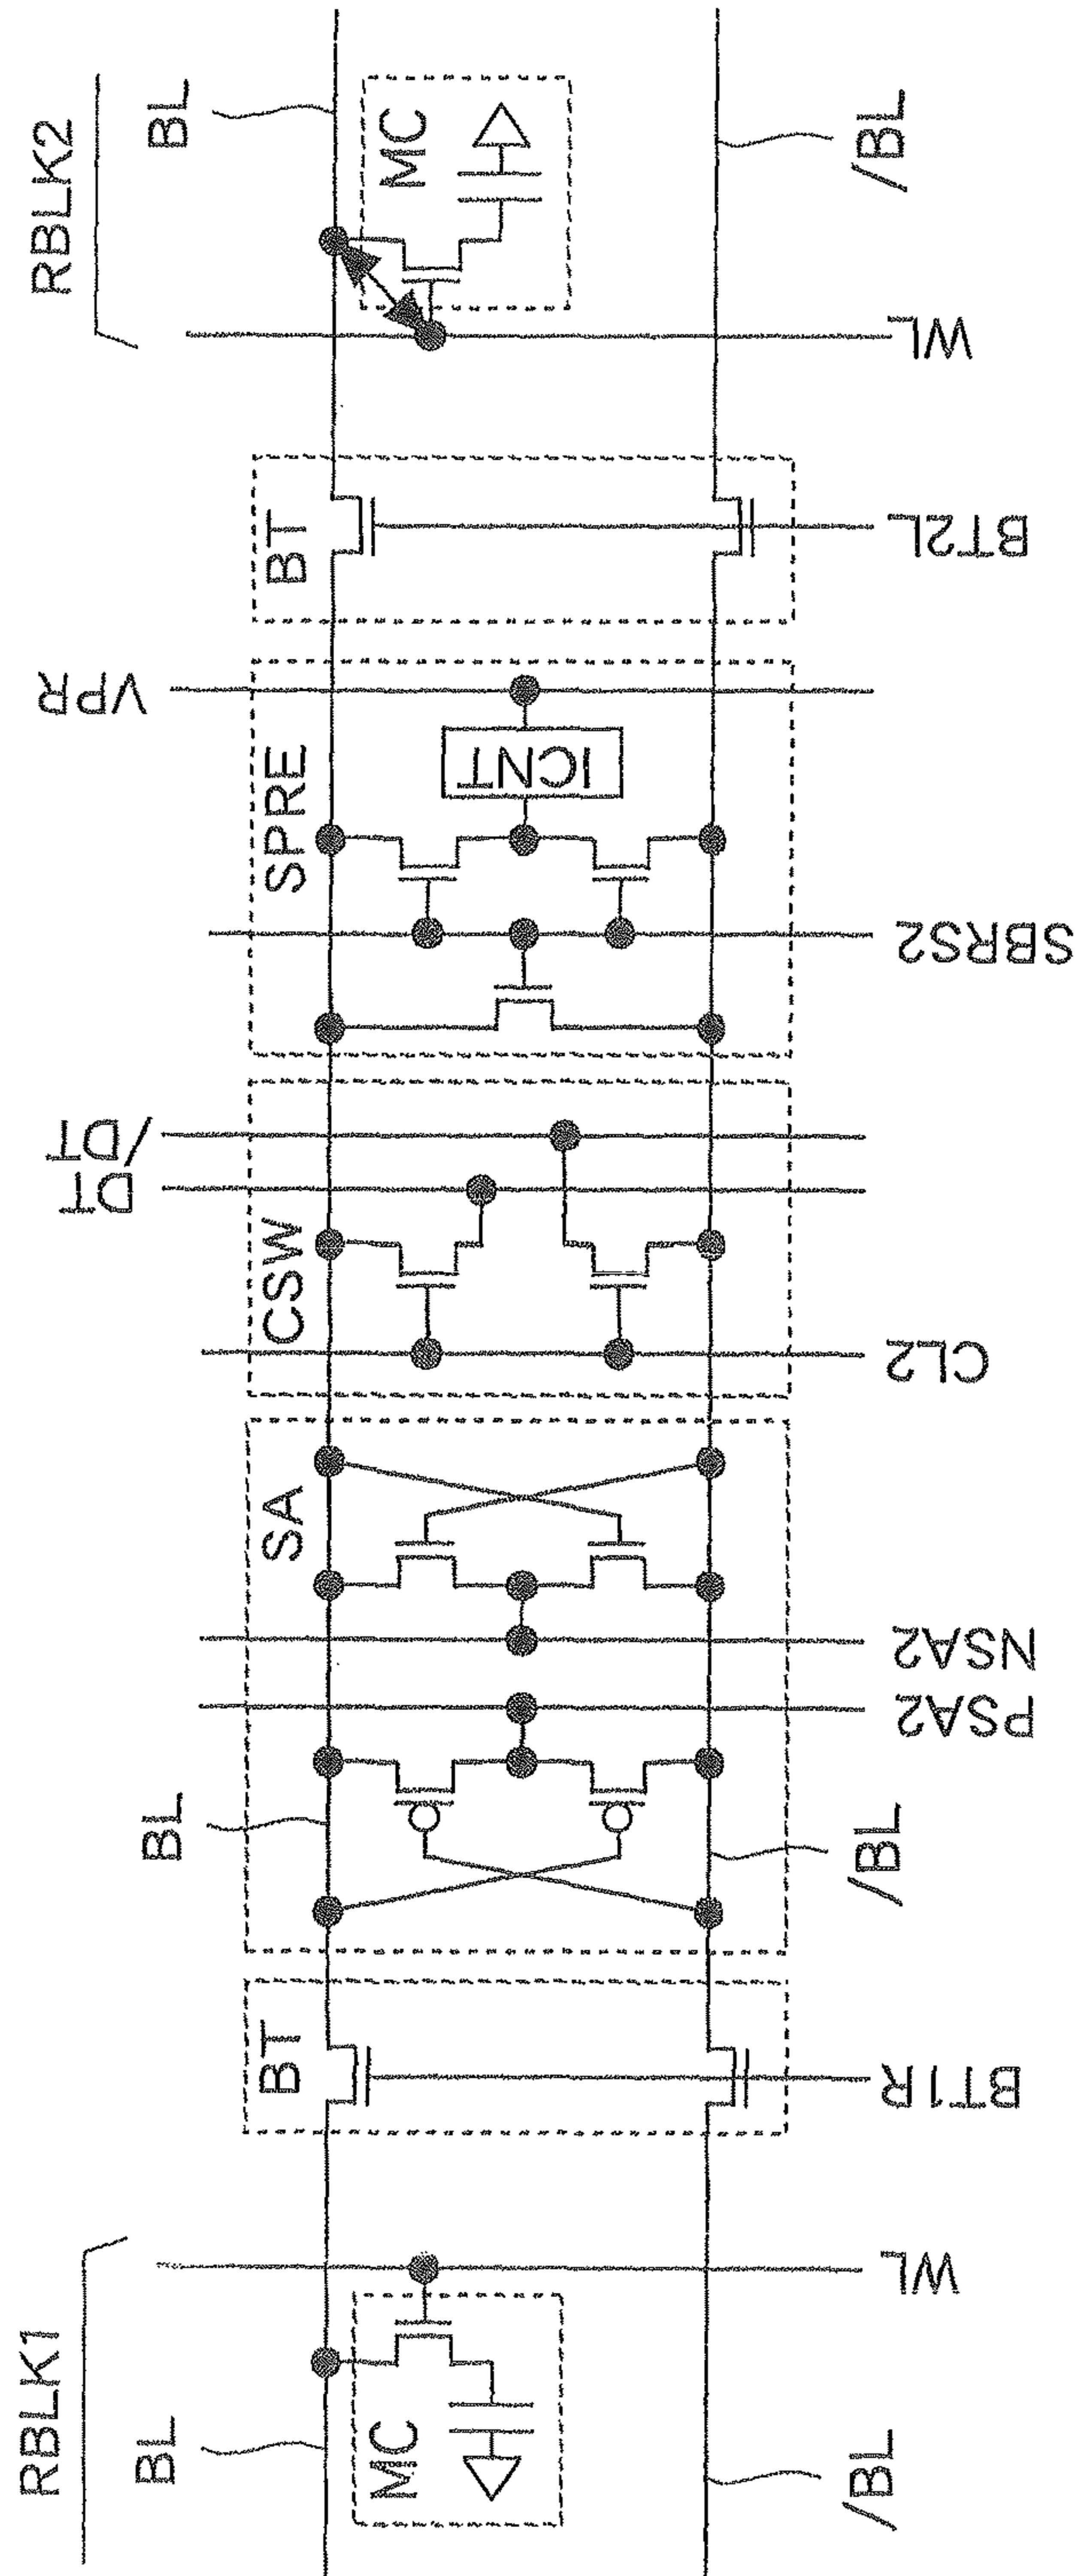 RBLK1
RBLK2
BL
BL
BL
MC
BT
SA
CSW
DT
/DT
SPRE
VPR
ICNT
BT
MC
/BL
WL
BT1R
/BL
PSA2
NSA2
CL2
SBRS2
BT2L
WL
/BL